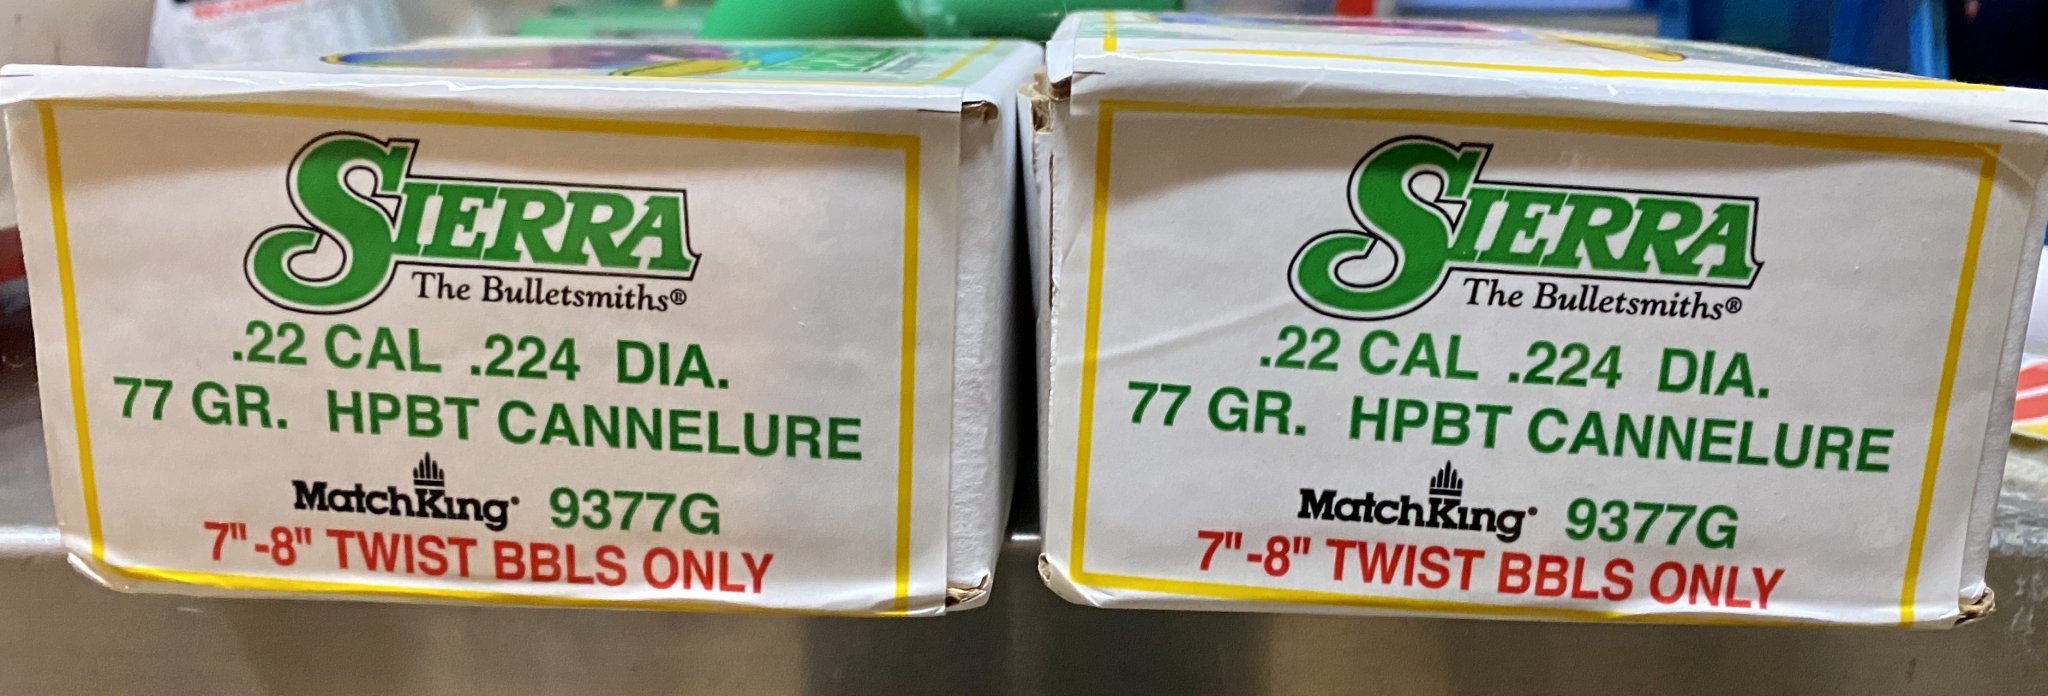 SIERRA
The Bulletsmiths®
.22 CAL .224 DIA.
77 GR. HPBT CANNELURE
MatchKing® 9377G
7"-8" TWIST BBLS ONLY
SIERRA
The Bulletsmiths®
.22 CAL .224 DIA.
77 GR. HPBT CANNELURE
MatchKing® 9377G
7"-8" TWIST BBLS ONLY